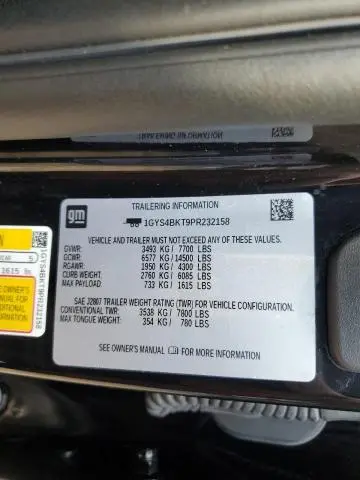 TRAILERING INFORMATION
gm
1GYS4BKT9PR232158
VEHICLE AND TRAILER MUST NOT EXCEED ANY OF THESE WEIGHTS.
GVWR: 3493 KG / 7700 LBS
GCWR: 6577 KG / 14500 LBS
RGAWR: 1950 KG / 4300 LBS
CURB WEIGHT: 2760 KG / 6085 LBS
MAX PAYLOAD: 733 KG / 1615 LBS
SAE J2807 TRAILER WEIGHT RATING (TWR) FOR VEHICLE CONFIGURATION.
CONVENTIONAL TWR: 3538 KG / 7800 LBS
MAX TONGUE WEIGHT: 354 KG / 780 LBS
SEE OWNER'S MANUAL FOR MORE INFORMATION
5
1615
1GYS4BKT9PR232158